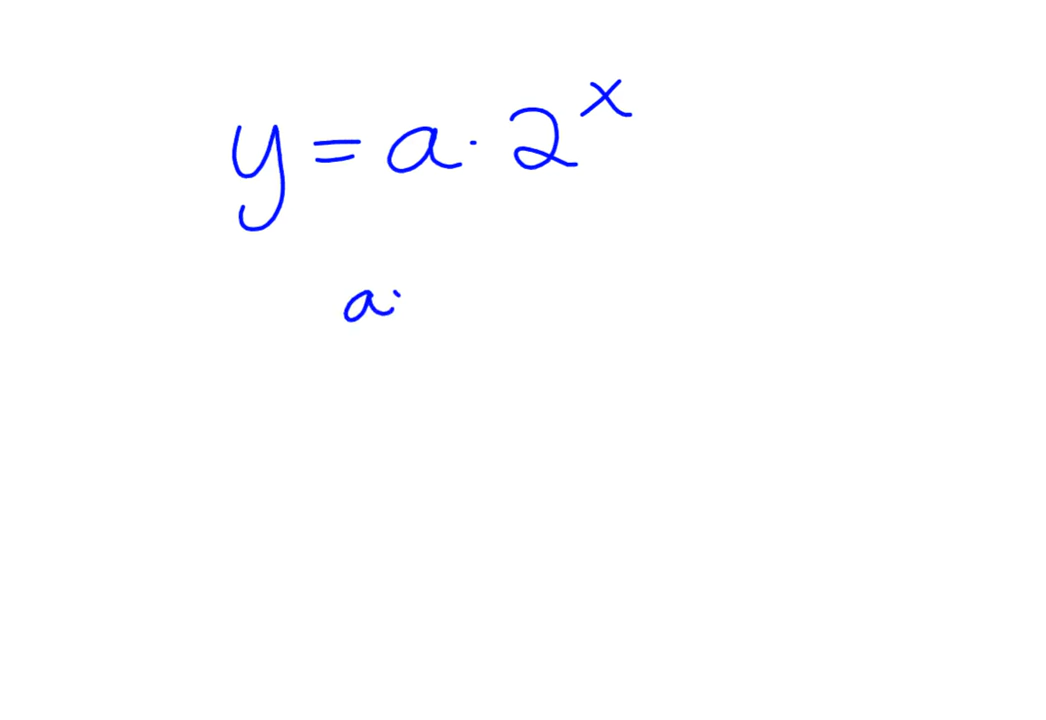 y = a · 2^x
a·